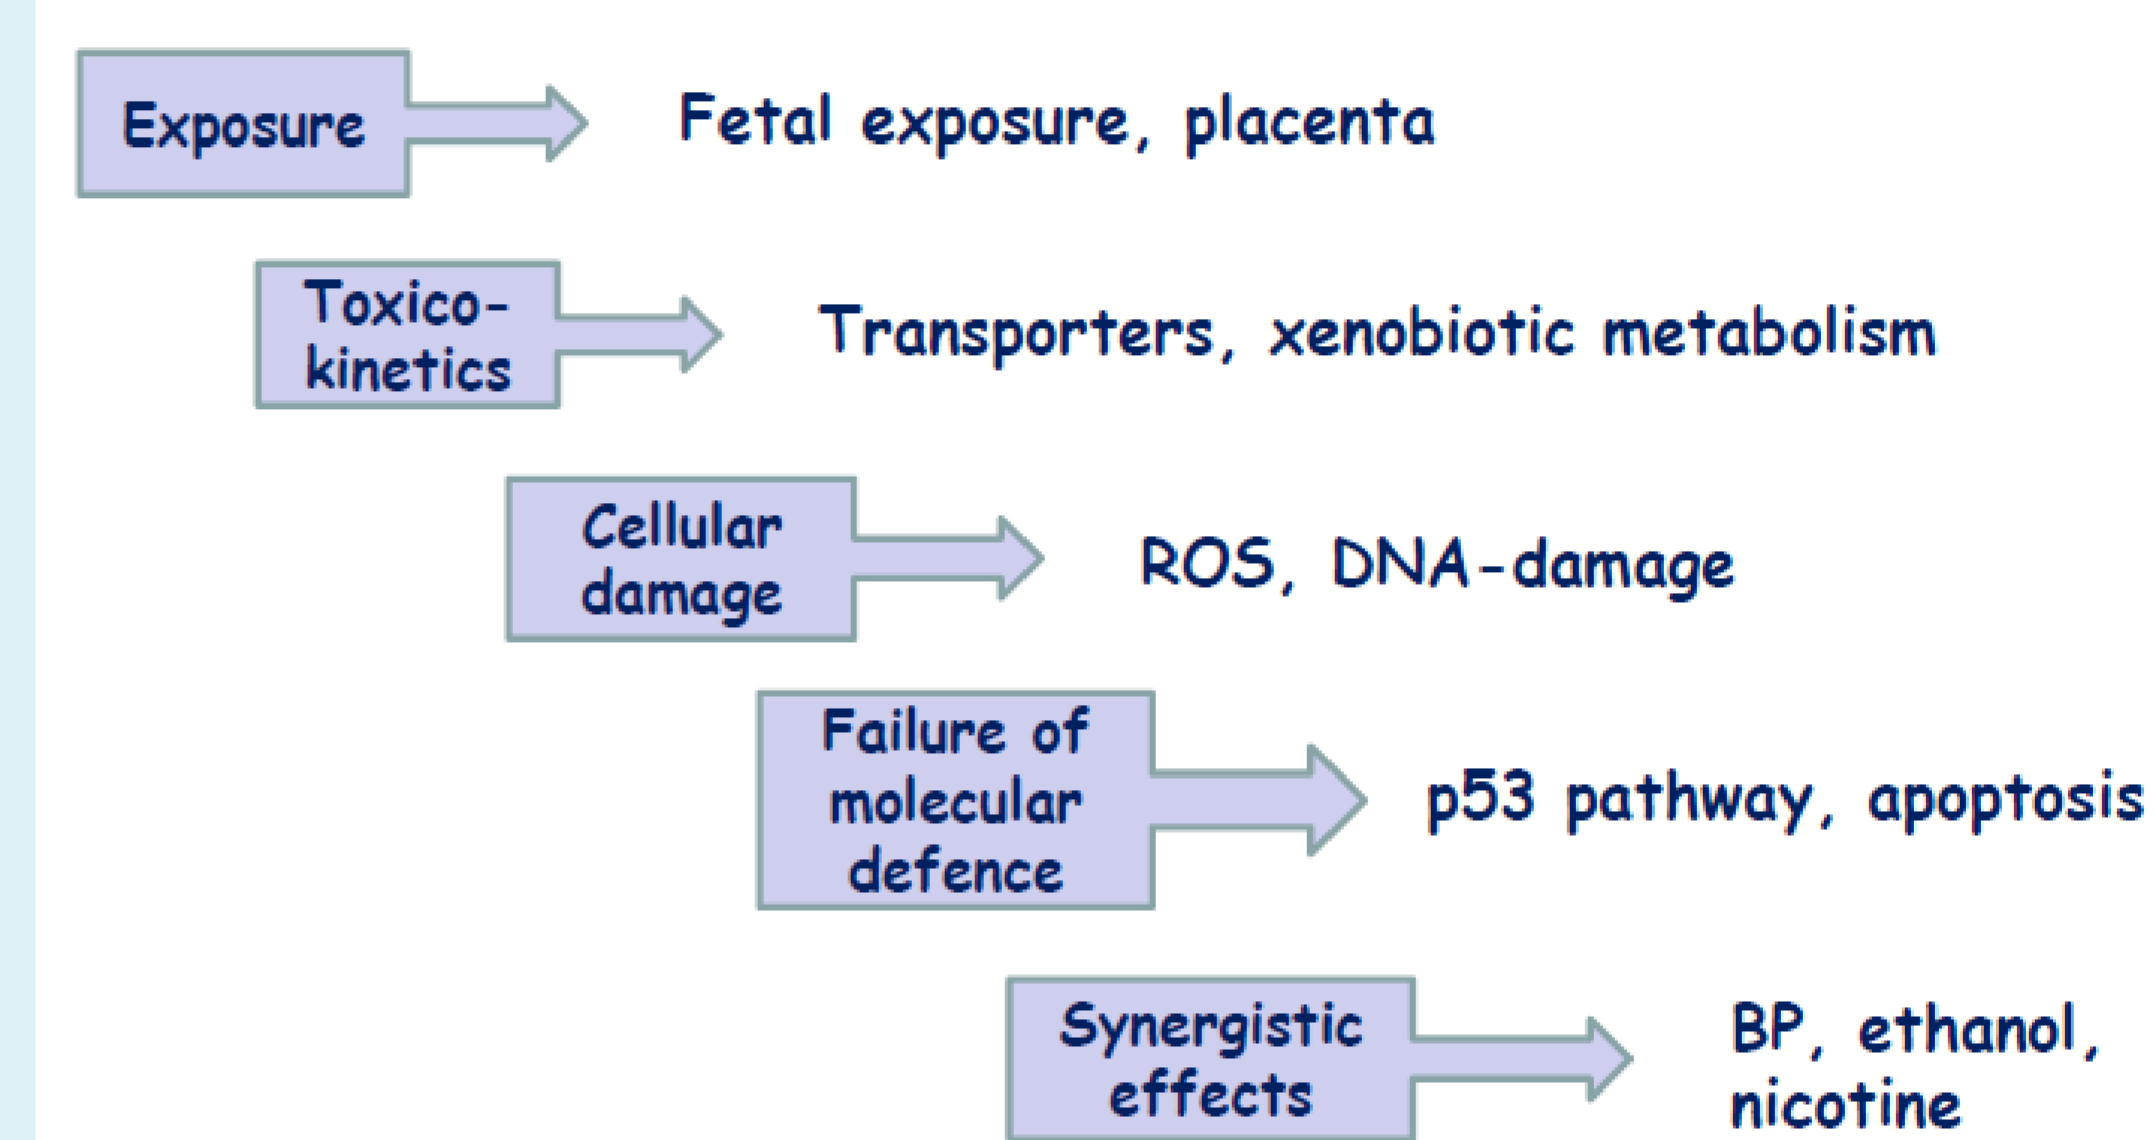 Exposure
Fetal exposure, placenta
Toxico-
kinetics
Transporters, xenobiotic metabolism
Cellular
damage
ROS, DNA-damage
Failure of
molecular
defence
p53 pathway, apoptosis
Synergistic
effects
BP, ethanol,
nicotine